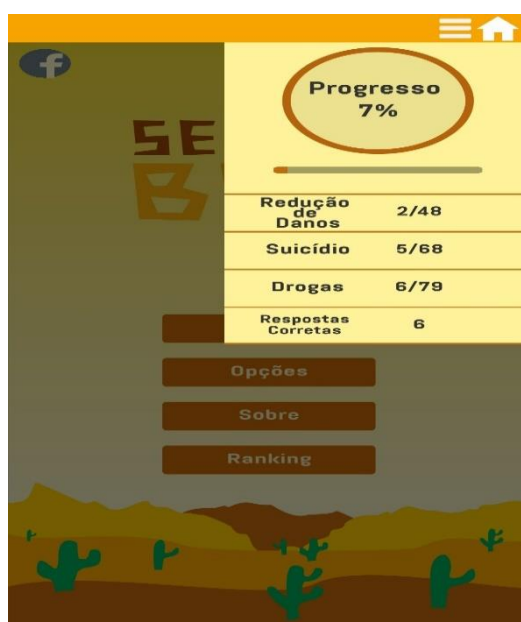 Progresso
7%
SE
B
Redução
de
Danos
2/48
Suicídio 5/68
Drogas 6/79
Respostas
Corretas
6
Opções
Sobre
Ranking